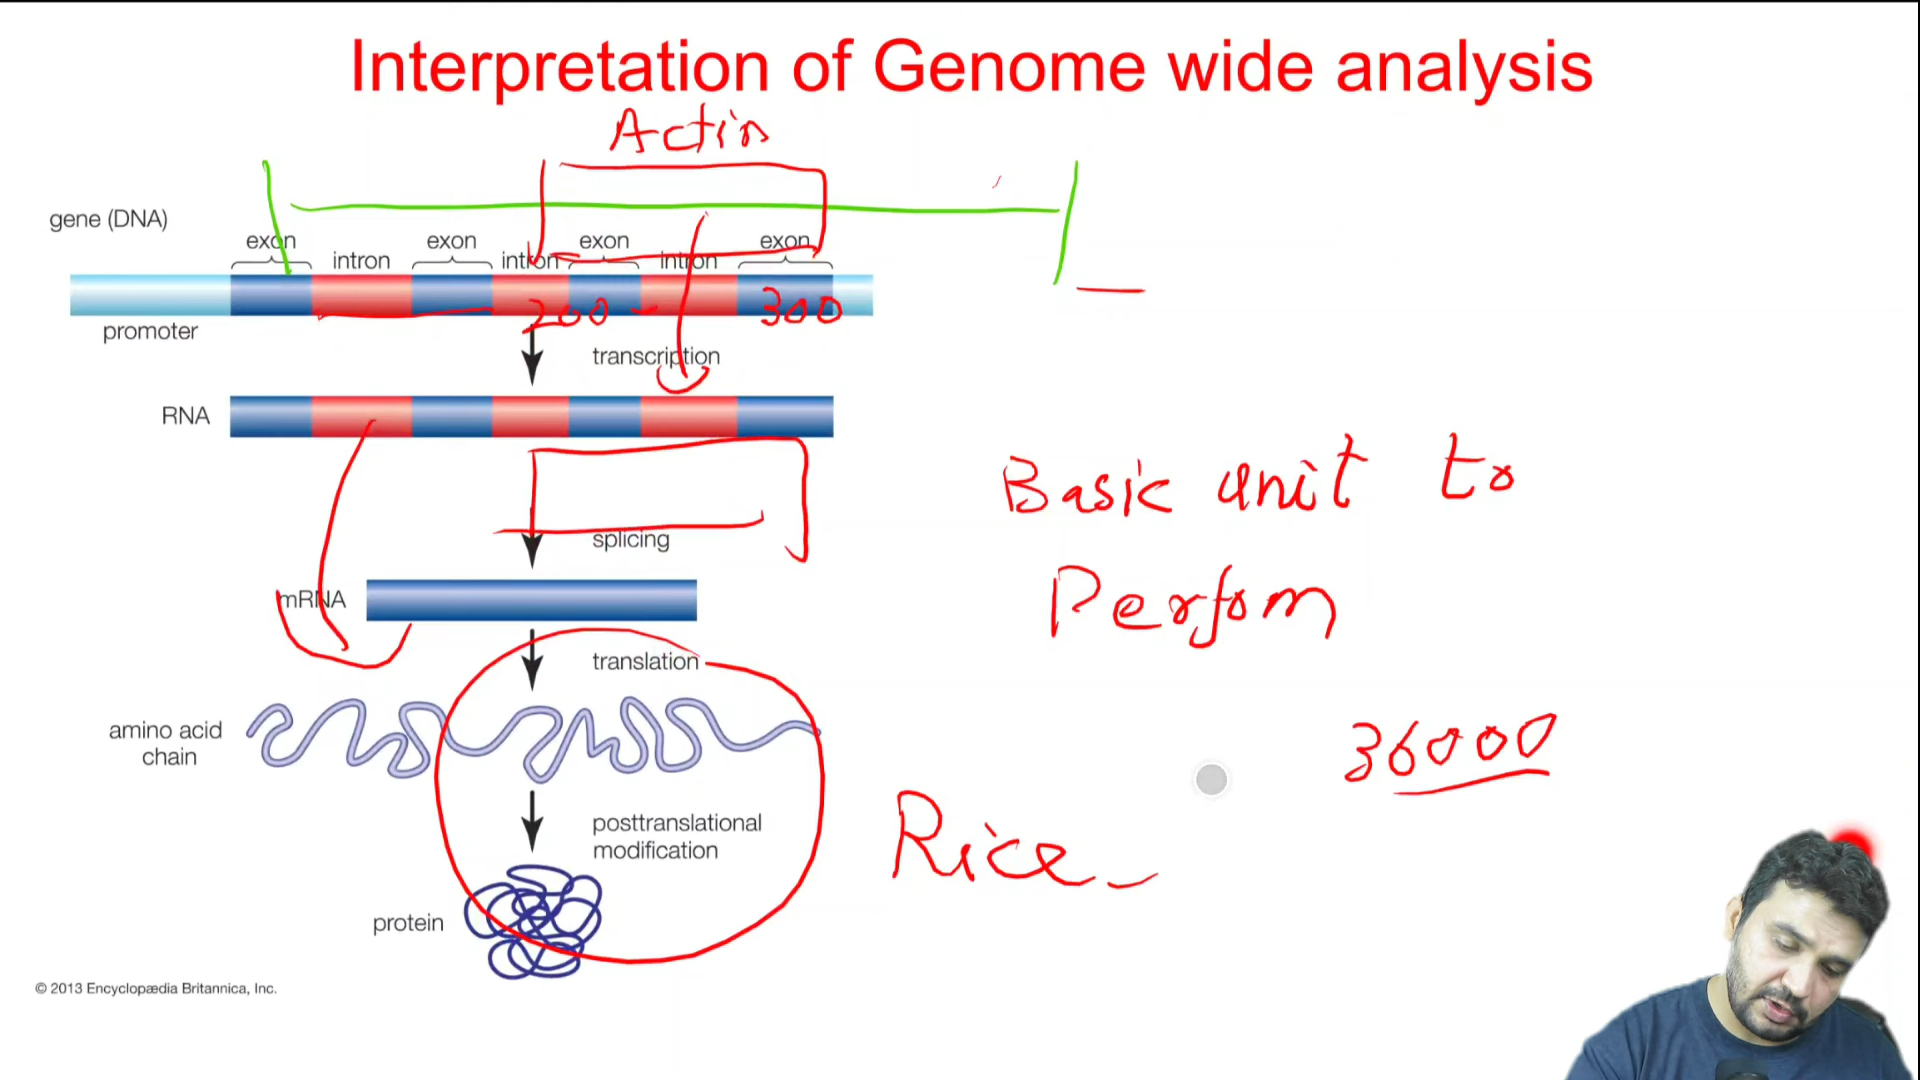 Interpretation of Genome wide analysis
Actin
gene (DNA)
exon exon exon exon
intron intron intron
200 - 300
promoter
transcription
RNA
Basic unit to
splicing
mRNA
Perfom
translation
amino acid
chain
36000
posttranslational
modification
Rice -
protein
© 2013 Encyclopædia Britannica, Inc.